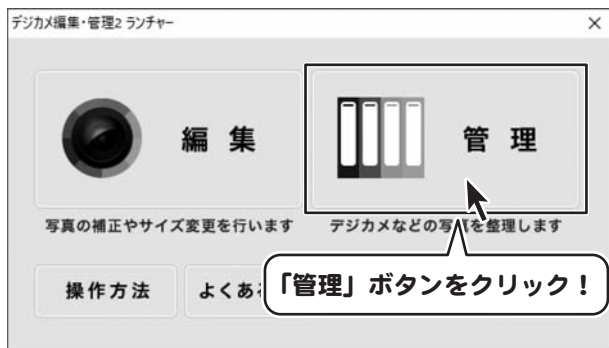 デジカメ編集・管理2 ランチャー
編集
管理
写真の補正やサイズ変更を行います
デジカメなどの写真を整理します
操作方法
よくある
「管理」ボタンをクリック！